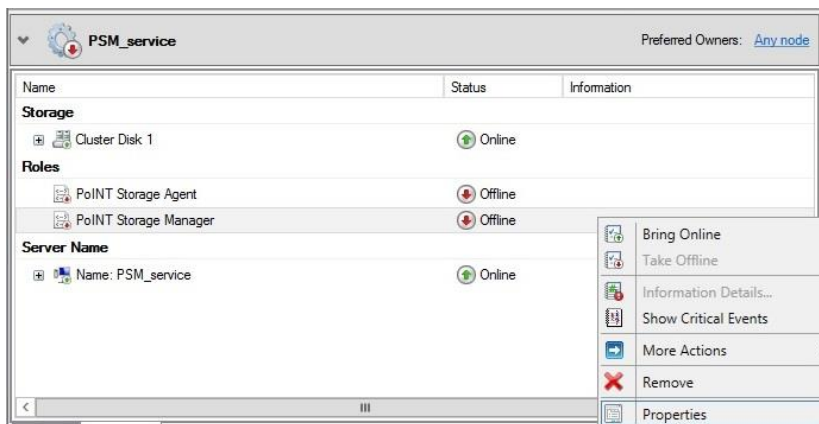 PSM_service Preferred Owners: Any node
Name Status Information
Storage
Cluster Disk 1 Online
Roles
PoINT Storage Agent Offline
PoINT Storage Manager Offline
Server Name
Name: PSM_service Online
Bring Online
Take Offline
Information Details...
Show Critical Events
More Actions
Remove
Properties